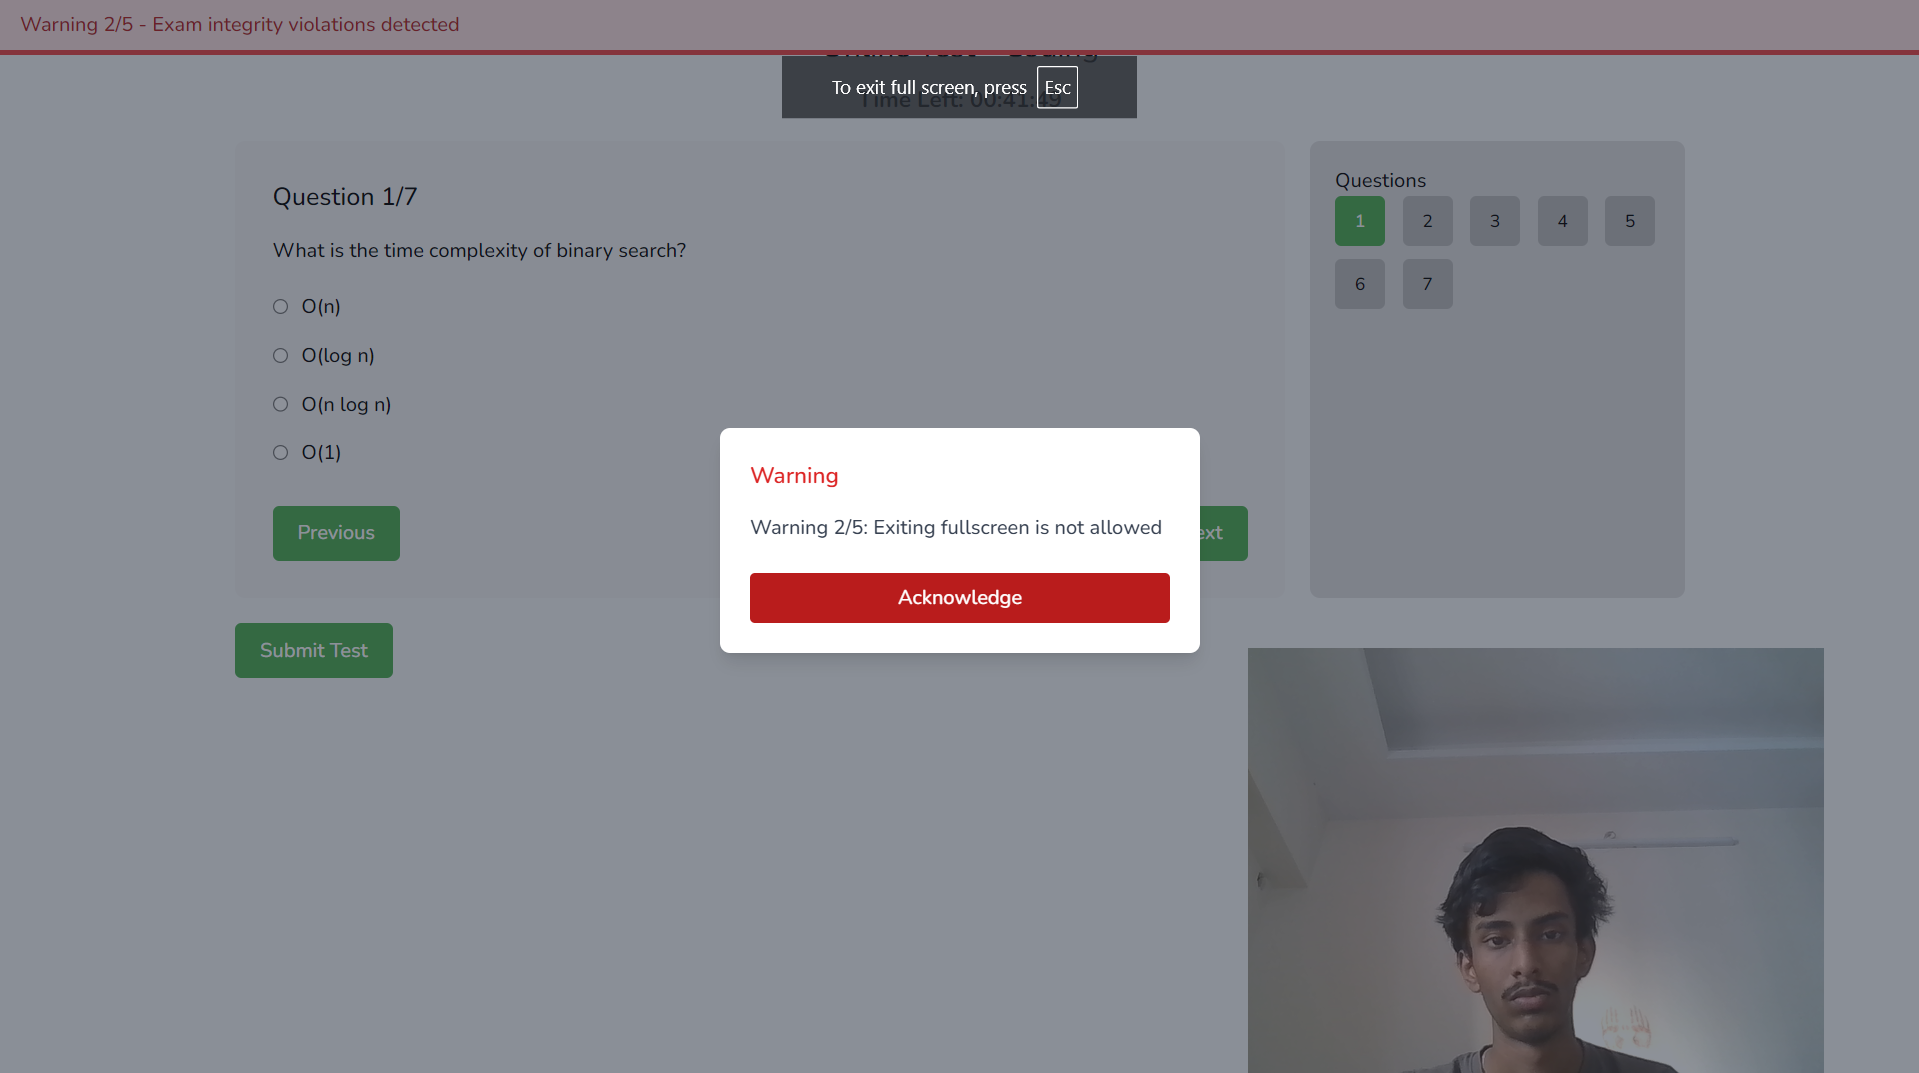 Warning 2/5 - Exam integrity violations detected
To exit full screen, press Esc
Time Left: 00:41:49
Question 1/7
What is the time complexity of binary search?
O(n)
O(log n)
O(n log n)
O(1)
Previous
Submit Test
Questions
1 2 3 4 5
6 7
Warning
Warning 2/5: Exiting fullscreen is not allowed
Acknowledge